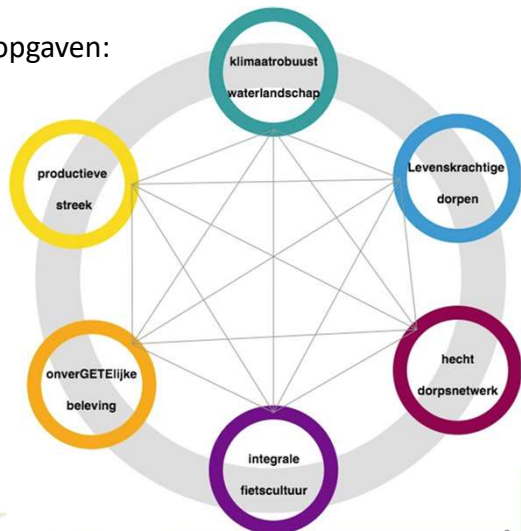 opgaven:
klimaatrobuust
waterlandschap
productieve
streek
Levenskrachtige
dorpen
onverGETElijke
beleving
hecht
dorpsnetwerk
integrale
fietscultuur